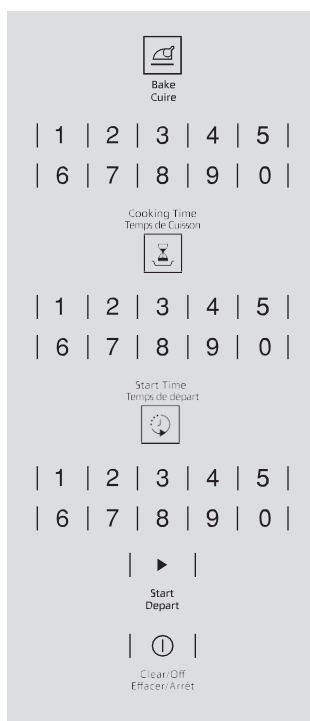 Bake
Cuire
| 1 | 2 | 3 | 4 | 5 |
| 6 | 7 | 8 | 9 | 0 |
Cooking Time
Temps de Cuisson
| 1 | 2 | 3 | 4 | 5 |
| 6 | 7 | 8 | 9 | 0 |
Start Time
Temps de départ
| 1 | 2 | 3 | 4 | 5 |
| 6 | 7 | 8 | 9 | 0 |
Start
Depart
Clear/Off
Effacer/Arrêt